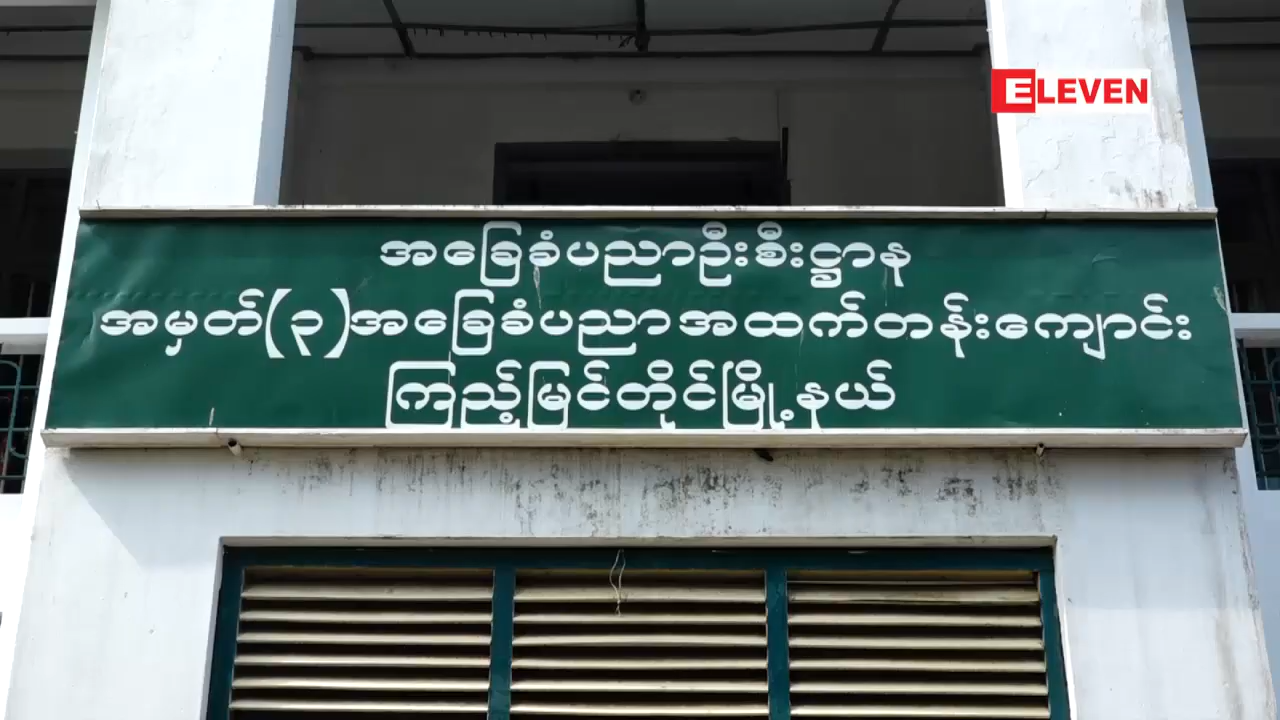 ELEVEN
အခြေခံပညာဦးစီးဌာန
အမှတ်(၃)အခြေခံပညာအထက်တန်းကျောင်း
ကြည့်မြင်တိုင်မြို့နယ်